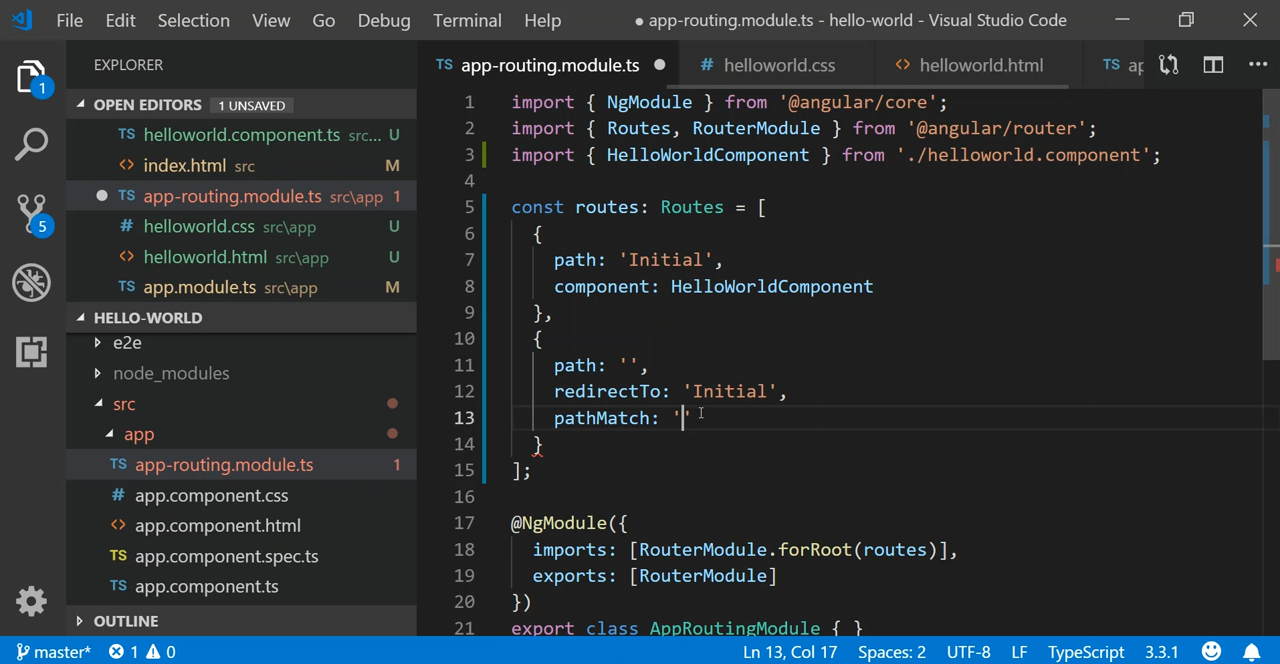 File Edit Selection View Go Debug Terminal Help ● app-routing.module.ts - hello-world - Visual Studio Code
EXPLORER
OPEN EDITORS 1 UNSAVED
TS helloworld.component.ts src... U
<> index.html src M
● TS app-routing.module.ts src\app 1
# helloworld.css src\app U
<> helloworld.html src\app U
TS app.module.ts src\app M
HELLO-WORLD
e2e
node_modules
src
app
TS app-routing.module.ts 1
# app.component.css
<> app.component.html
TS app.component.spec.ts
TS app.component.ts
OUTLINE
1
5
TS app-routing.module.ts ● # helloworld.css <> helloworld.html TS ap
1 import { NgModule } from '@angular/core';
2 import { Routes, RouterModule } from '@angular/router';
3 import { HelloWorldComponent } from './helloworld.component';
4
5 const routes: Routes = [
6 {
7 path: 'Initial',
8 component: HelloWorldComponent
9 },
10 {
11 path: '',
12 redirectTo: 'Initial',
13 pathMatch: ''
14 }
15 ];
16
17 @NgModule({
18 imports: [RouterModule.forRoot(routes)],
19 exports: [RouterModule]
20 })
21 export class AppRoutingModule { }
master* 1 0 Ln 13, Col 17 Spaces: 2 UTF-8 LF TypeScript 3.3.1